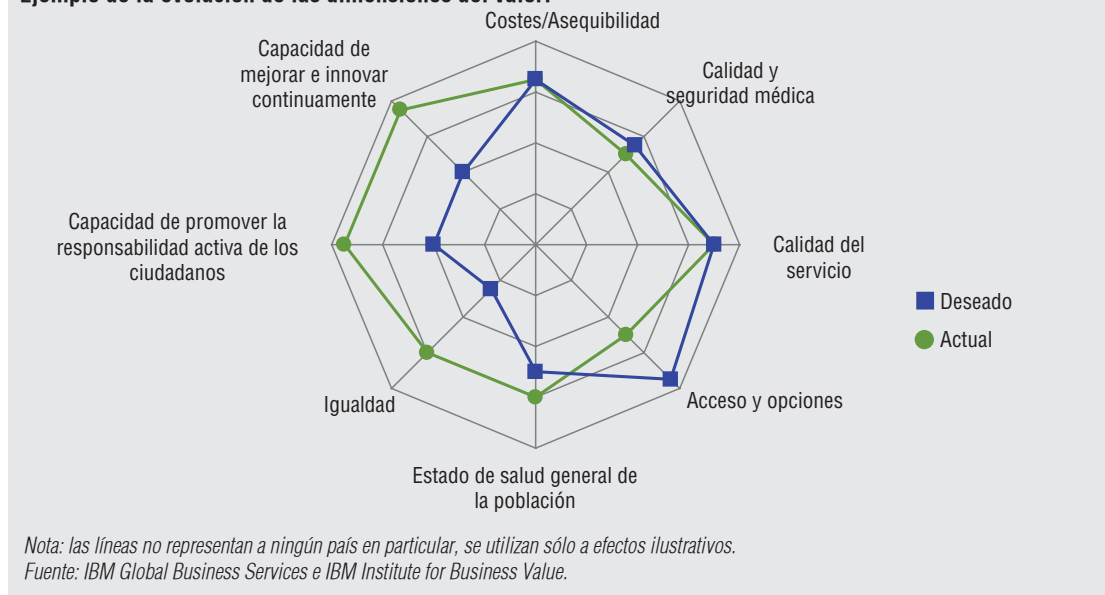 Costes/Asequibilidad
Capacidad de
mejorar e innovar
continuamente
Calidad y
seguridad médica
Capacidad de promover la
responsabilidad activa de los
ciudadanos
Calidad del
servicio
Deseado
Actual
Igualdad
Acceso y opciones
Estado de salud general de
la población
Nota: las líneas no representan a ningún país en particular, se utilizan sólo a efectos ilustrativos.
Fuente: IBM Global Business Services e IBM Institute for Business Value.